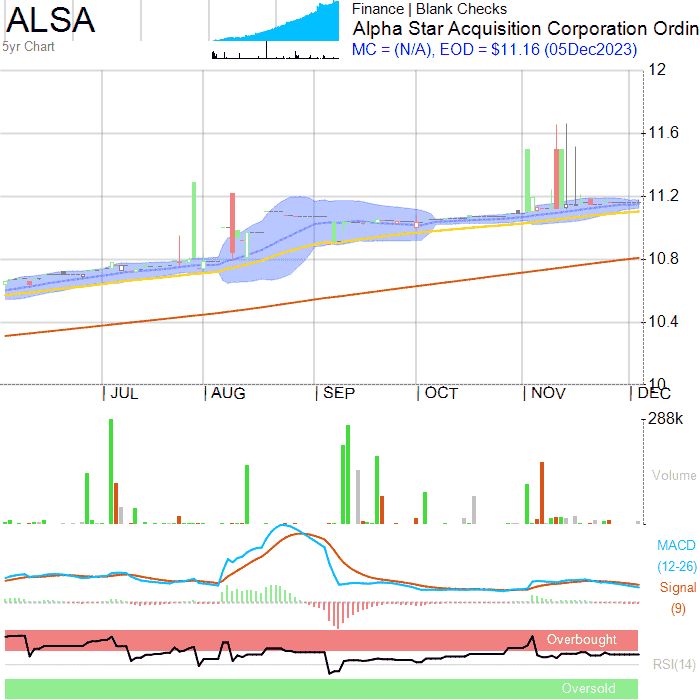 ALSA
5yr Chart
Finance | Blank Checks
Alpha Star Acquisition Corporation Ordin
MC = (N/A), EOD = $11.16 (05Dec2023)
12
11.6
11.2
10.8
10.4
10
JUL AUG SEP OCT NOV DEC
288k
Volume
MACD
(12-26)
Signal
(9)
Overbought
RSI(14)
Oversold